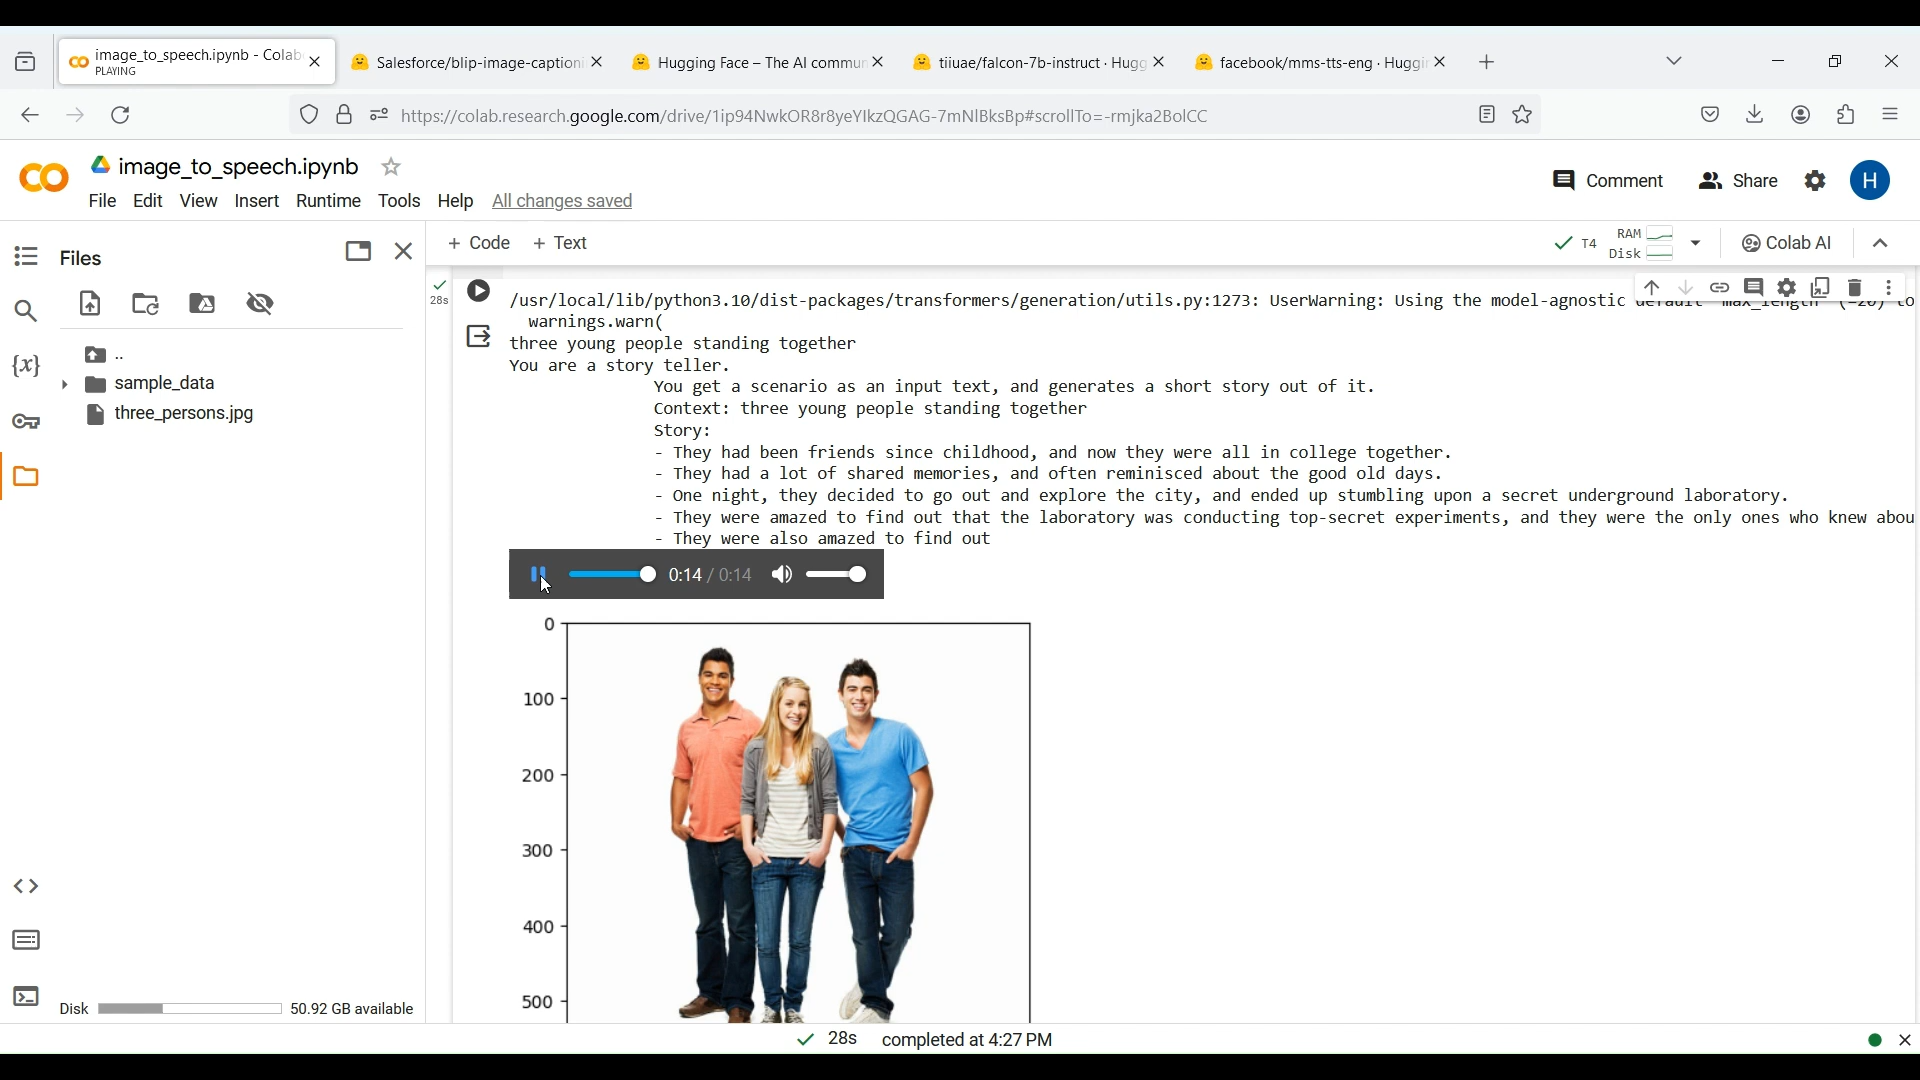 image_to_speech.ipynb - Colab
PLAYING
Salesforce/blip-image-captioni
Hugging Face – The AI commun
tiiuae/falcon-7b-instruct · Hugg
facebook/mms-tts-eng · Huggi
https://colab.research.google.com/drive/1ip94NwkOR8r8yeYlkzQGAG-7mNlBksBp#scrollTo=-rmjka2BolCC
image_to_speech.ipynb
Comment
Share
H
File Edit View Insert Runtime Tools Help All changes saved
Files
+ Code + Text
T4
RAM
Disk
Colab AI
28s
/usr/local/lib/python3.10/dist-packages/transformers/generation/utils.py:1273: UserWarning: Using the model-agnostic default `max_length` (=20) to
warnings.warn(
three young people standing together
You are a story teller.
You get a scenario as an input text, and generates a short story out of it.
Context: three young people standing together
Story:
- They had been friends since childhood, and now they were all in college together.
- They had a lot of shared memories, and often reminisced about the good old days.
- One night, they decided to go out and explore the city, and ended up stumbling upon a secret underground laboratory.
- They were amazed to find out that the laboratory was conducting top-secret experiments, and they were the only ones who knew abou
- They were also amazed to find out
..
sample_data
three_persons.jpg
{x}
0:14 / 0:14
0
100
200
300
400
500
Disk
50.92 GB available
28s completed at 4:27 PM